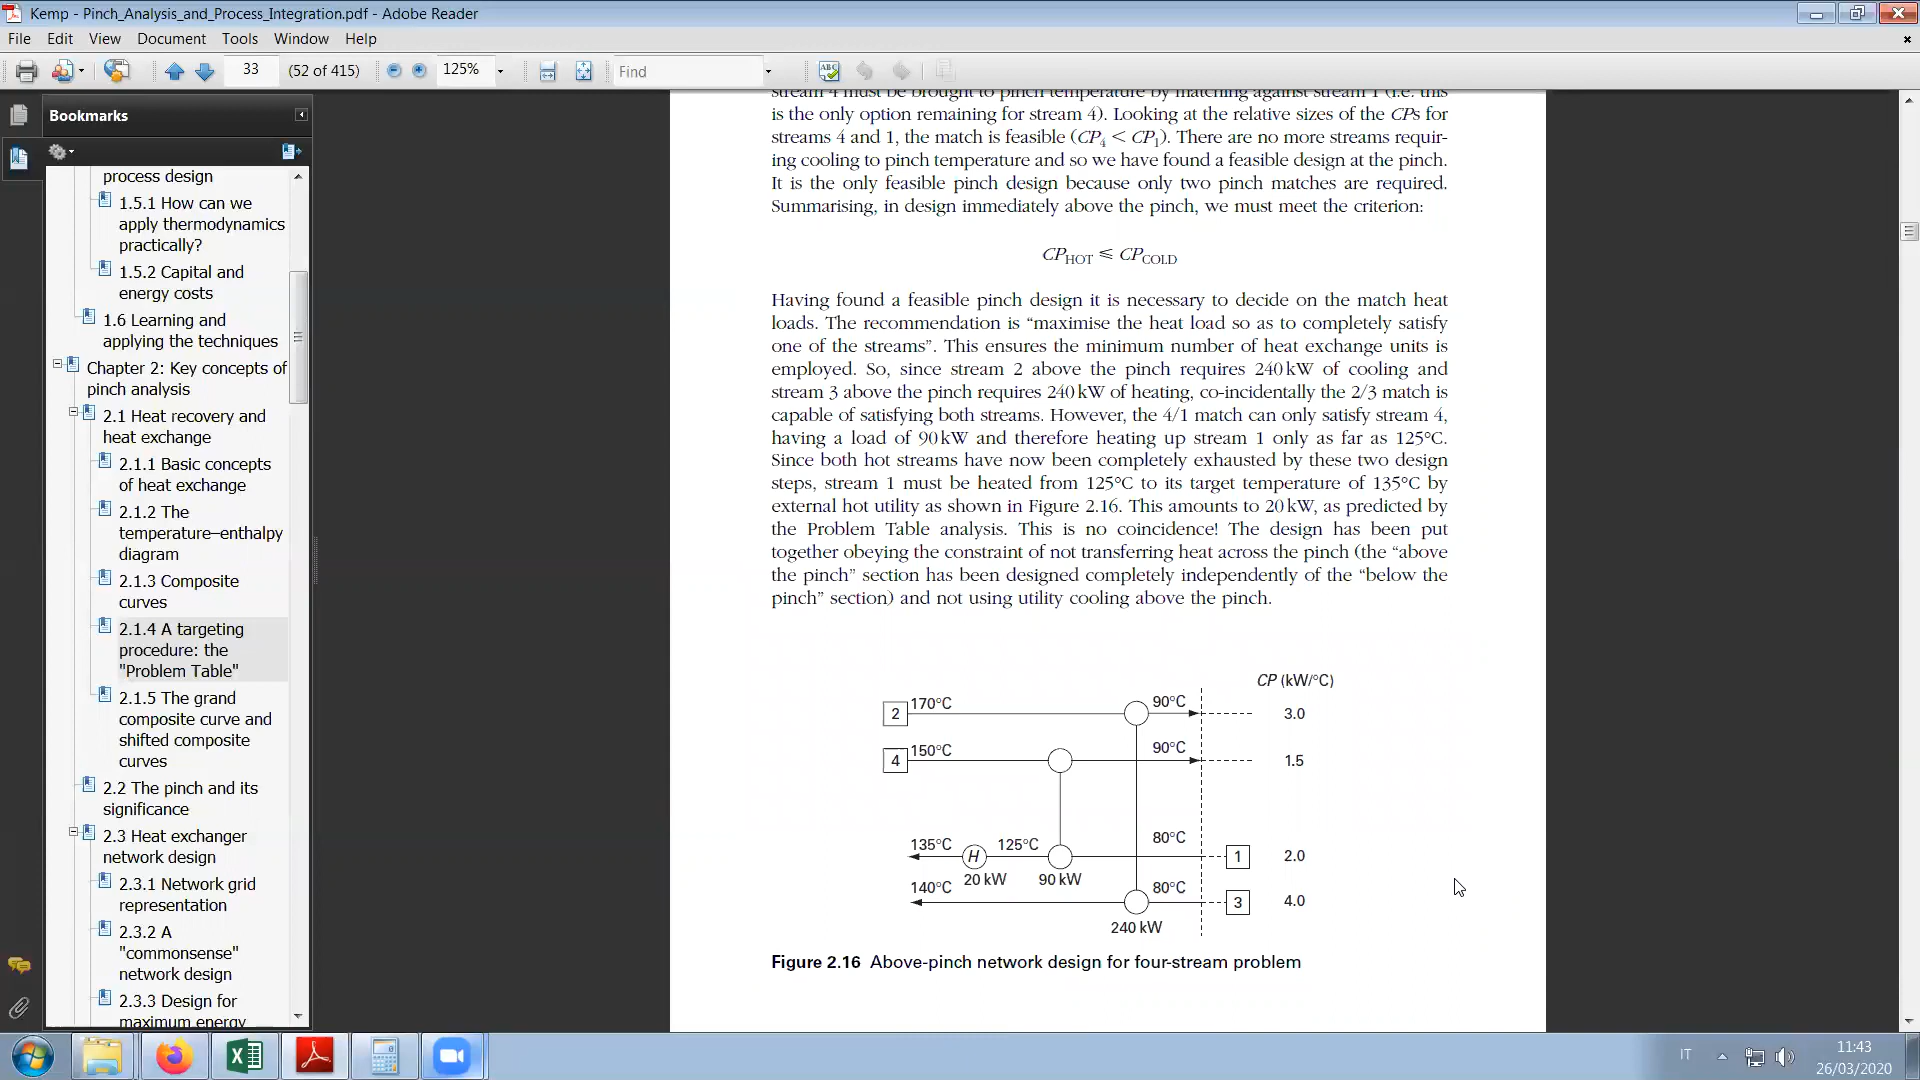 Kemp - Pinch_Analysis_and_Process_Integration.pdf - Adobe Reader
File Edit View Document Tools Window Help
33 (52 of 415) 125% Find
Bookmarks
process design
1.5.1 How can we
apply thermodynamics
practically?
1.5.2 Capital and
energy costs
1.6 Learning and
applying the techniques
Chapter 2: Key concepts of
pinch analysis
2.1 Heat recovery and
heat exchange
2.1.1 Basic concepts
of heat exchange
2.1.2 The
temperature–enthalpy
diagram
2.1.3 Composite
curves
2.1.4 A targeting
procedure: the
"Problem Table"
2.1.5 The grand
composite curve and
shifted composite
curves
2.2 The pinch and its
significance
2.3 Heat exchanger
network design
2.3.1 Network grid
representation
2.3.2 A
"commonsense"
network design
2.3.3 Design for
maximum energy
stream 4 must be brought to pinch temperature by matching against stream 1 (i.e. this
is the only option remaining for stream 4). Looking at the relative sizes of the CPs for
streams 4 and 1, the match is feasible (CP4 < CP1). There are no more streams requir-
ing cooling to pinch temperature and so we have found a feasible design at the pinch.
It is the only feasible pinch design because only two pinch matches are required.
Summarising, in design immediately above the pinch, we must meet the criterion:
CPHOT ⩽ CPCOLD
Having found a feasible pinch design it is necessary to decide on the match heat
loads. The recommendation is “maximise the heat load so as to completely satisfy
one of the streams”. This ensures the minimum number of heat exchange units is
employed. So, since stream 2 above the pinch requires 240 kW of cooling and
stream 3 above the pinch requires 240 kW of heating, co-incidentally the 2/3 match is
capable of satisfying both streams. However, the 4/1 match can only satisfy stream 4,
having a load of 90 kW and therefore heating up stream 1 only as far as 125°C.
Since both hot streams have now been completely exhausted by these two design
steps, stream 1 must be heated from 125°C to its target temperature of 135°C by
external hot utility as shown in Figure 2.16. This amounts to 20 kW, as predicted by
the Problem Table analysis. This is no coincidence! The design has been put
together obeying the constraint of not transferring heat across the pinch (the “above
the pinch” section has been designed completely independently of the “below the
pinch” section) and not using utility cooling above the pinch.
CP (kW/°C)
2 170°C 90°C 3.0
4 150°C 90°C 1.5
135°C H 125°C 80°C 1 2.0
20 kW 90 kW
140°C 80°C 3 4.0
240 kW
Figure 2.16 Above-pinch network design for four-stream problem
IT 11:43
26/03/2020